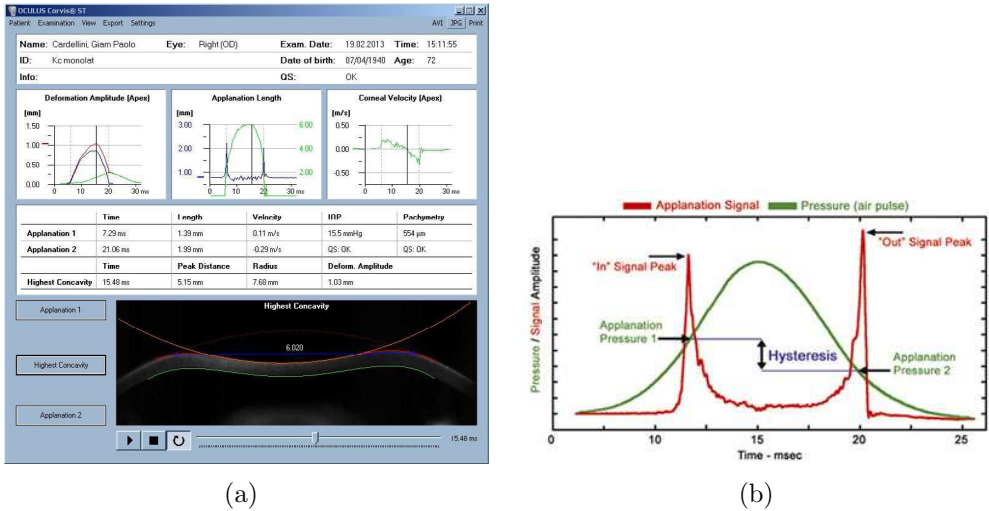 OCULUS Corvis® ST
Patient Examination View Export Settings AVI JPG Print
Name: Cardellini, Giam Paolo Eye: Right (OD) Exam. Date: 19.02.2013 Time: 15:11:55
ID: Kc monolat Date of birth: 07/04/1940 Age: 72
Info: QS: OK
Deformation Amplitude (Apex)
[mm]
1.50
1.00
0.50
0.00
0 10 20 30 ms
Applanation Length
[mm]
3.00 6.00
2.00 4.00
1.00 2.00
0 10 30 ms
Corneal Velocity (Apex)
[m/s]
0.50
0.00
-0.50
0 10 20 30 ms
Time Length Velocity IOP Pachymetry
Applanation 1 7.29 ms 1.39 mm 0.11 m/s 15.5 mmHg 554 µm
Applanation 2 21.06 ms 1.99 mm -0.29 m/s QS: OK QS: OK
Time Peak Distance Radius Deform. Amplitude
Highest Concavity 15.48 ms 5.15 mm 7.68 mm 1.03 mm
Applanation 1
Highest Concavity
Applanation 2
Highest Concavity
6.020
15.48 ms
(a)
Applanation Signal Pressure (air pulse)
Pressure / Signal Amplitude
"In" Signal Peak
"Out" Signal Peak
Applanation
Pressure 1
Hysteresis
Applanation
Pressure 2
0 10 15 20 25
Time - msec
(b)